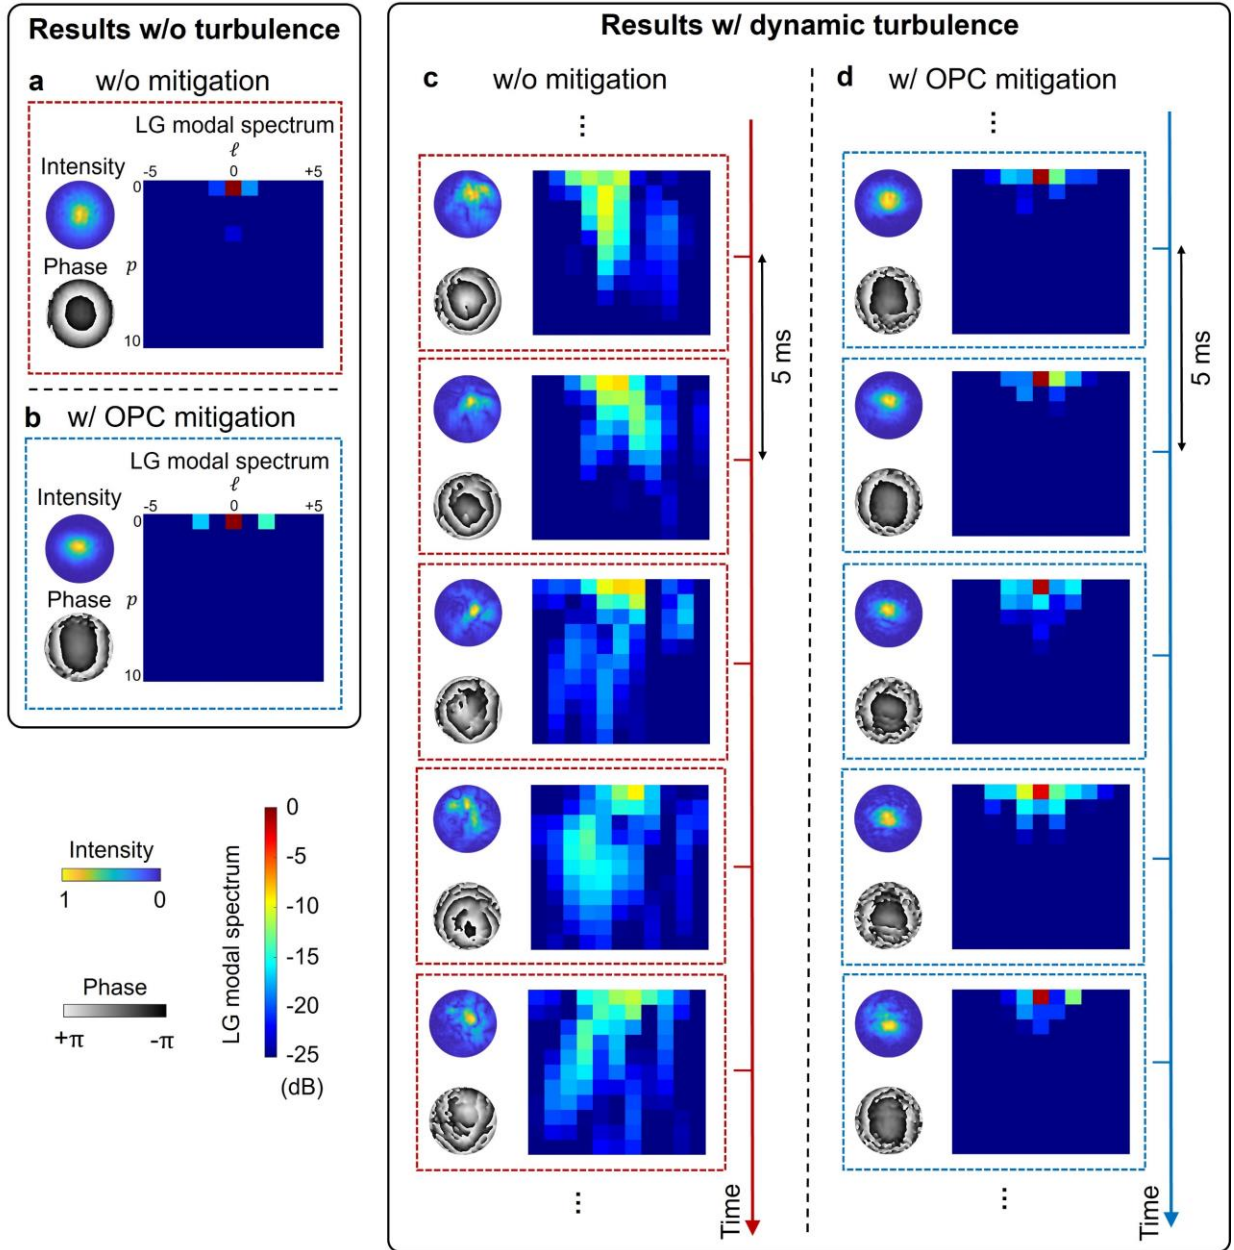 Results w/o turbulence
a w/o mitigation
LG modal spectrum
ℓ
Intensity
-5 0 +5
0
Phase
p
10
b w/ OPC mitigation
LG modal spectrum
ℓ
Intensity
-5 0 +5
0
Phase
p
10
Intensity
1 0
Phase
+π -π
LG modal spectrum
0
-5
-10
-15
-20
-25
(dB)
Results w/ dynamic turbulence
c w/o mitigation
...
5 ms
...
Time
d w/ OPC mitigation
...
5 ms
...
Time